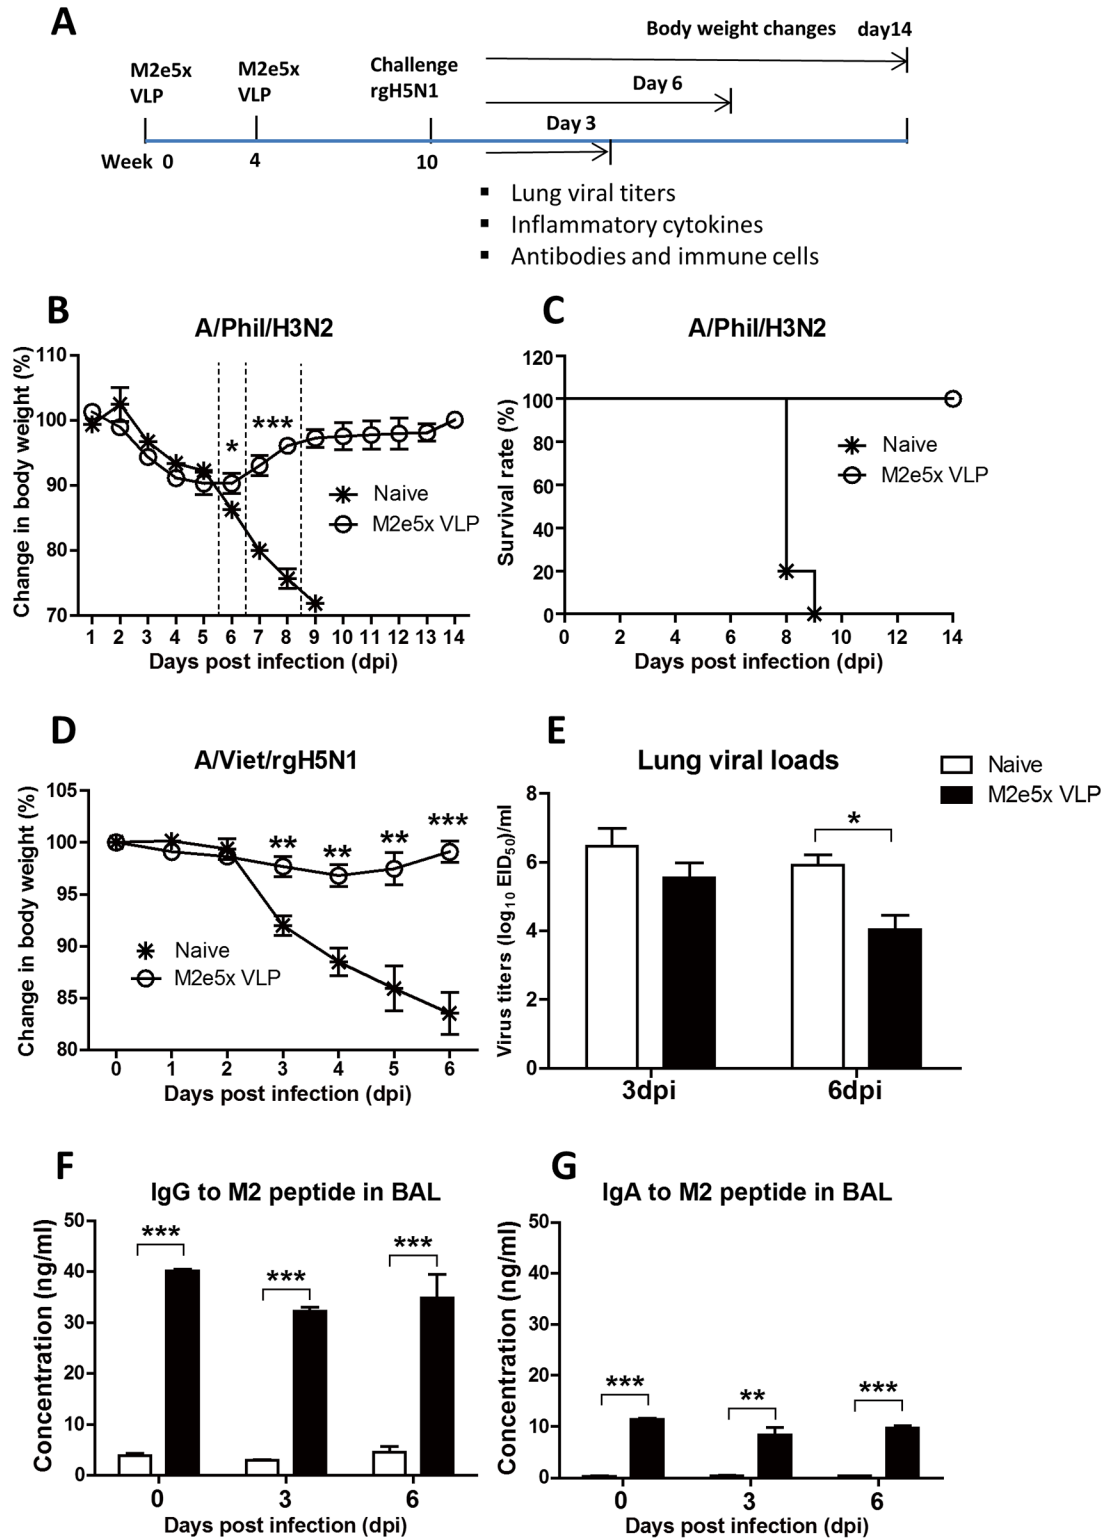 A
Body weight changes day14
M2e5x
VLP
M2e5x
VLP
Challenge
rgH5N1
Day 6
Day 3
Week 0 4 10
▪ Lung viral titers
▪ Inflammatory cytokines
▪ Antibodies and immune cells
B
A/Phil/H3N2
Change in body weight (%)
110
100
90
80
70
* ***
Naive
M2e5x VLP
1 2 3 4 5 6 7 8 9 10 11 12 13 14
Days post infection (dpi)
C
A/Phil/H3N2
Survival rate (%)
120
100
80
60
40
20
0
Naive
M2e5x VLP
0 2 4 6 8 10 12 14
Days post infection (dpi)
D
A/Viet/rgH5N1
Change in body weight (%)
105
100
95
90
85
80
** ** ** ***
Naive
M2e5x VLP
0 1 2 3 4 5 6
Days post infection (dpi)
E
Lung viral loads
Naive
M2e5x VLP
Virus titers (log10 EID50)/ml
8
6
4
2
0
*
3dpi 6dpi
F
IgG to M2 peptide in BAL
Concentration (ng/ml)
50
40
30
20
10
0
*** *** ***
0 3 6
Days post infection (dpi)
G
IgA to M2 peptide in BAL
Concentration (ng/ml)
50
40
30
20
10
0
*** ** ***
0 3 6
Days post infection (dpi)